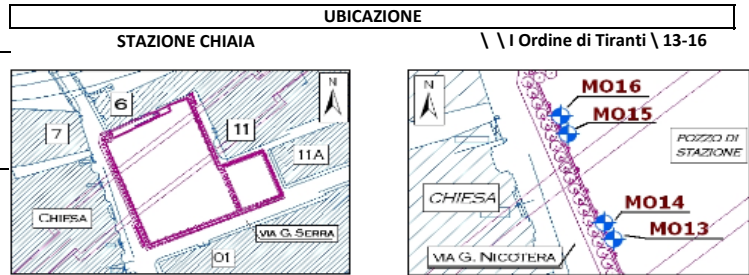 UBICAZIONE
STAZIONE CHIAIA
\ \ I Ordine di Tiranti \ 13-16
N
6
7
11
11A
CHIESA
VIA G. SERRA
01
N
MO16
MO15
POZZO DI
STAZIONE
CHIESA
MO14
MO13
VIA G. NICOTERA